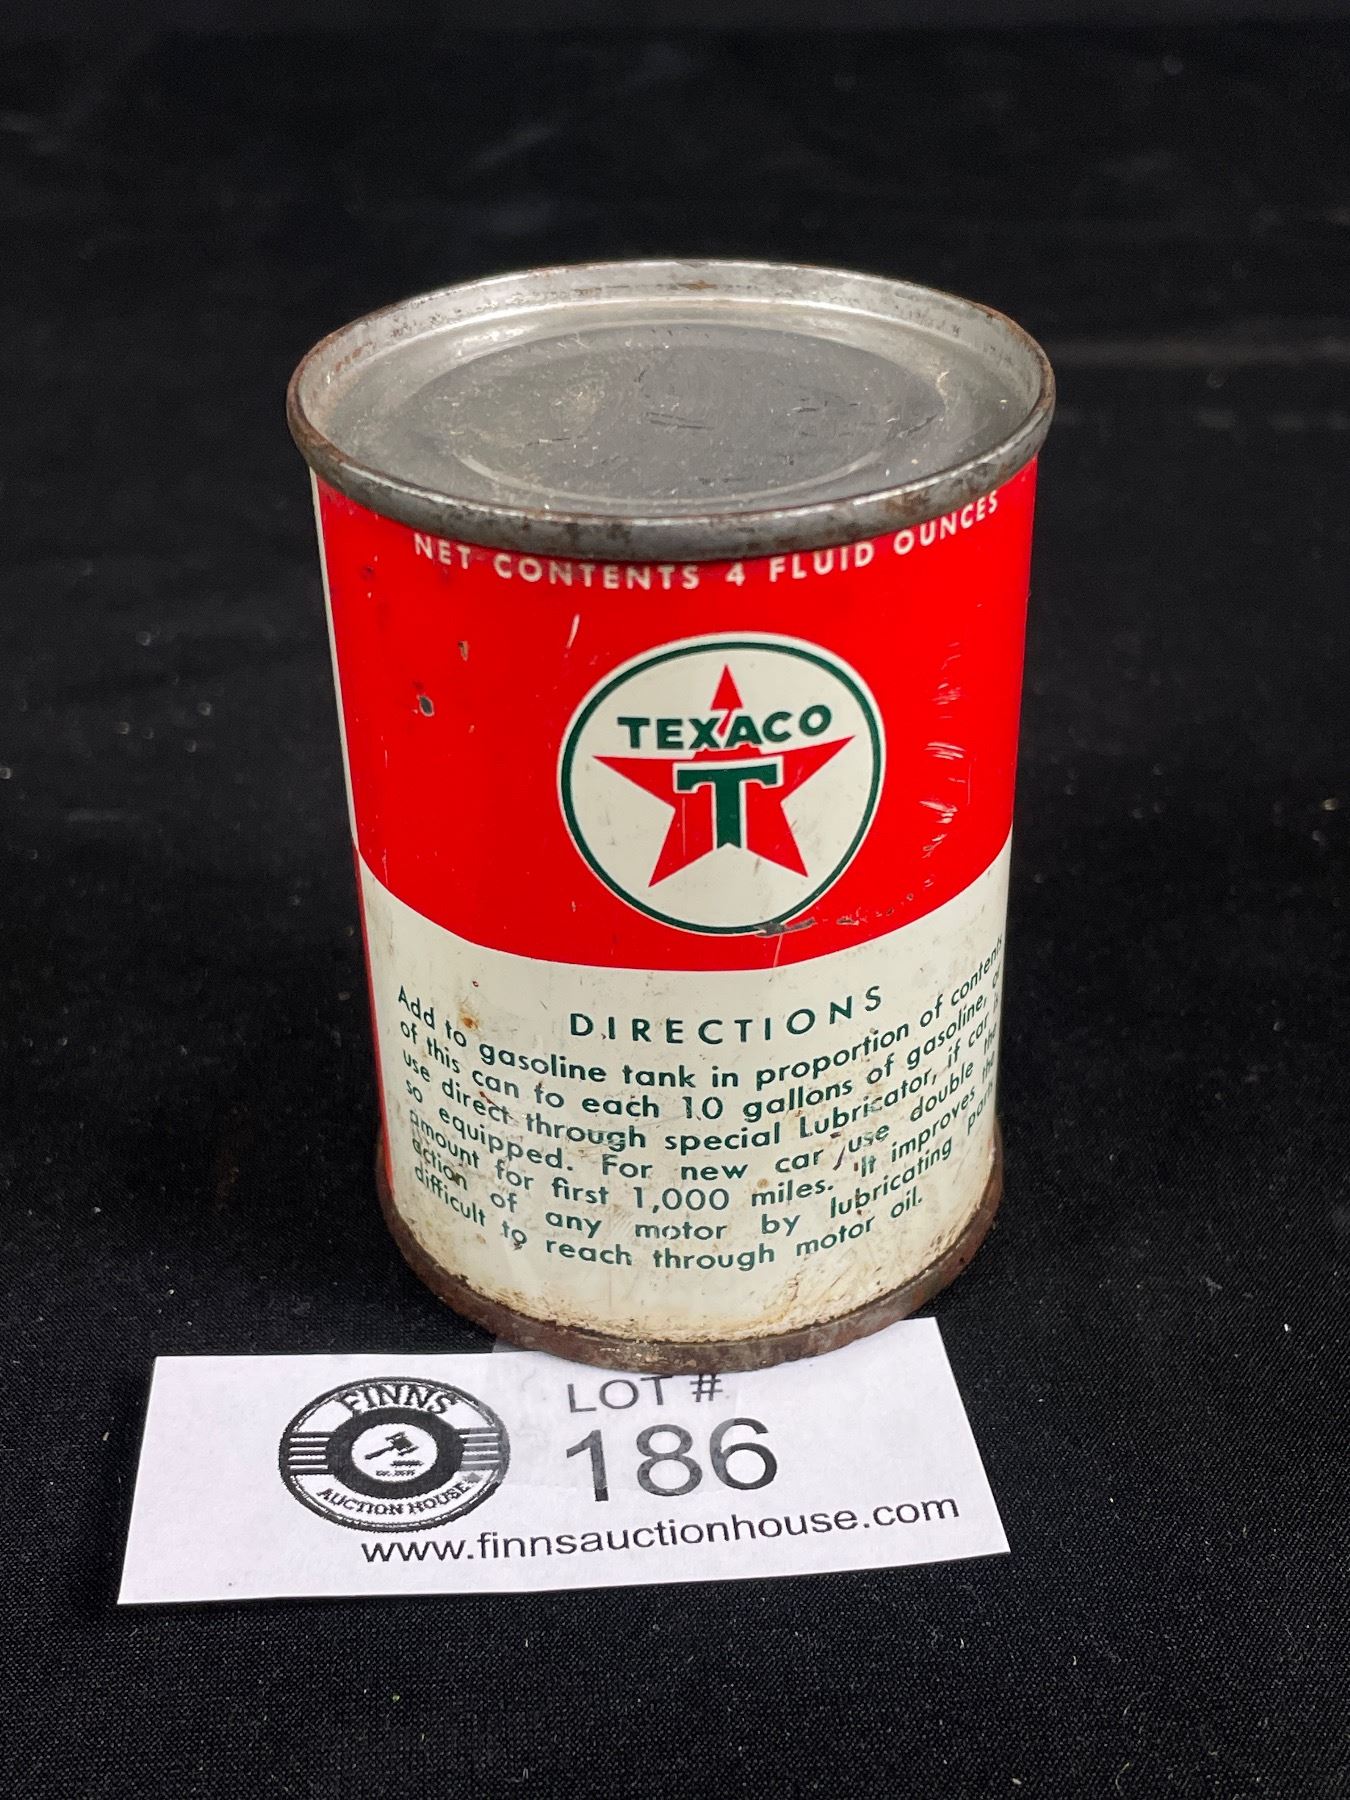 NET CONTENTS 4 FLUID OUNCES
TEXACO
T
DIRECTIONS
Add to gasoline tank in proportion of contents
of this can to each 10 gallons of gasoline, or
use direct through special Lubricator, if car is
so equipped. For new car use double the
amount for first 1,000 miles. It improves the
action of any motor by lubricating parts
difficult to reach through motor oil.
LOT #
186
FINNS
AUCTION HOUSE
www.finnsauctionhouse.com